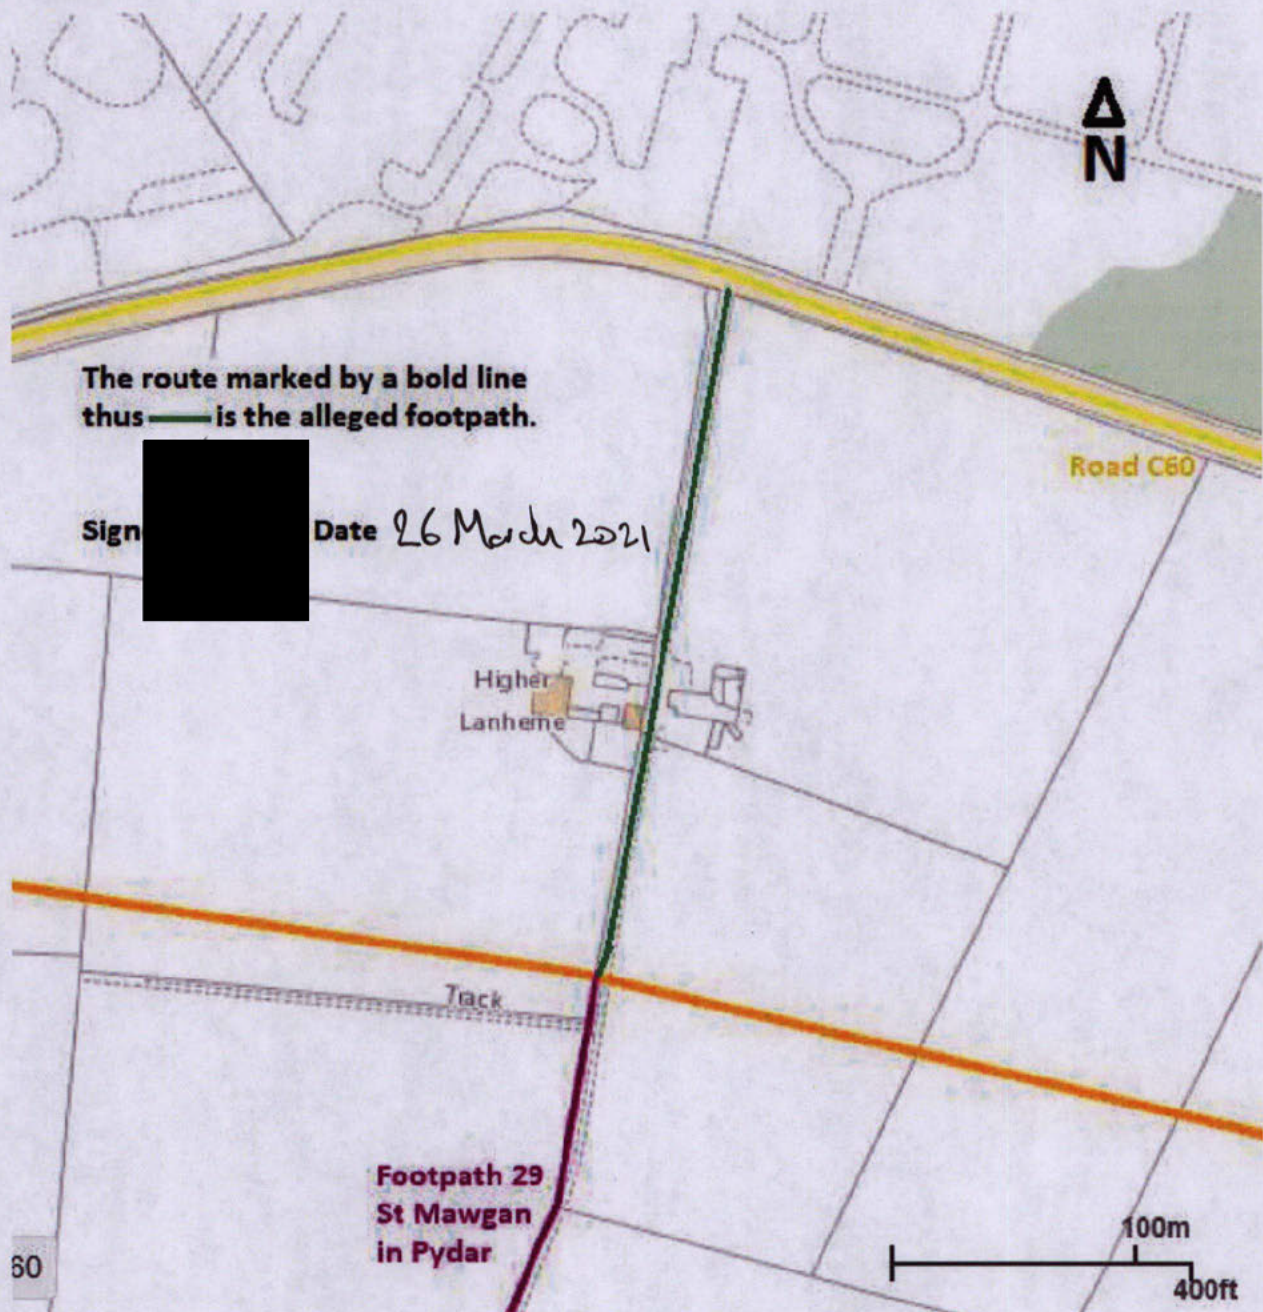 N
The route marked by a bold line
thus is the alleged footpath.
Road C60
Sign Date 26 March 2021
Higher
Lanherne
Track
Footpath 29
St Mawgan
in Pydar
100m
60
400ft